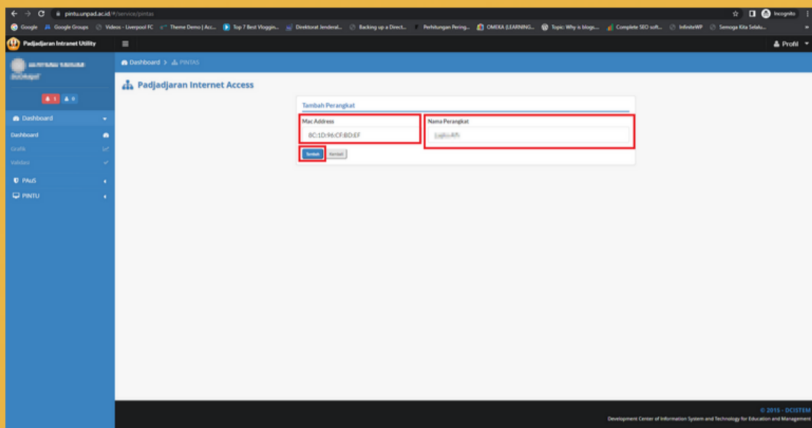 pintu.unpad.ac.id/#/service/pintas
Incognito
Google
Google Groups
Videos - Liverpool FC
Theme Demo | Acc...
Top 7 Best Vloggin...
Direktorat Jenderal...
Backing up a Direct...
Perhitungan Pering...
OMDIA (LEARNING...
Topic: Why is blogs...
Complete SEO soft...
InfiniteWP
Semoga Kita Selalu...
Padjadjaran Intranet Utility
Profil
Dashboard > PINTAS
Padjadjaran Internet Access
Dashboard
Dashboard
Grafik
Validasi
PAuS
PINTU
Tambah Perangkat
Mac Address
Nama Perangkat
8C:1D:96:CF:BD:EF
Tambah
Kembali
© 2015 - DCISTEM
Development Center of Information System and Technology for Education and Management